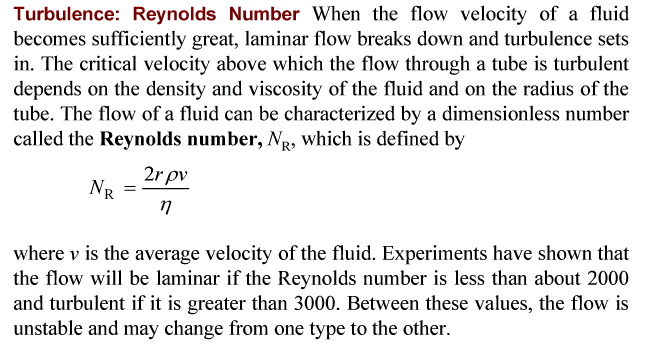 Turbulence: Reynolds Number When the flow velocity of a fluid
becomes sufficiently great, laminar flow breaks down and turbulence sets
in. The critical velocity above which the flow through a tube is turbulent
depends on the density and viscosity of the fluid and on the radius of the
tube. The flow of a fluid can be characterized by a dimensionless number
called the Reynolds number, N_R, which is defined by
N_R = 2rρv / η
where v is the average velocity of the fluid. Experiments have shown that
the flow will be laminar if the Reynolds number is less than about 2000
and turbulent if it is greater than 3000. Between these values, the flow is
unstable and may change from one type to the other.